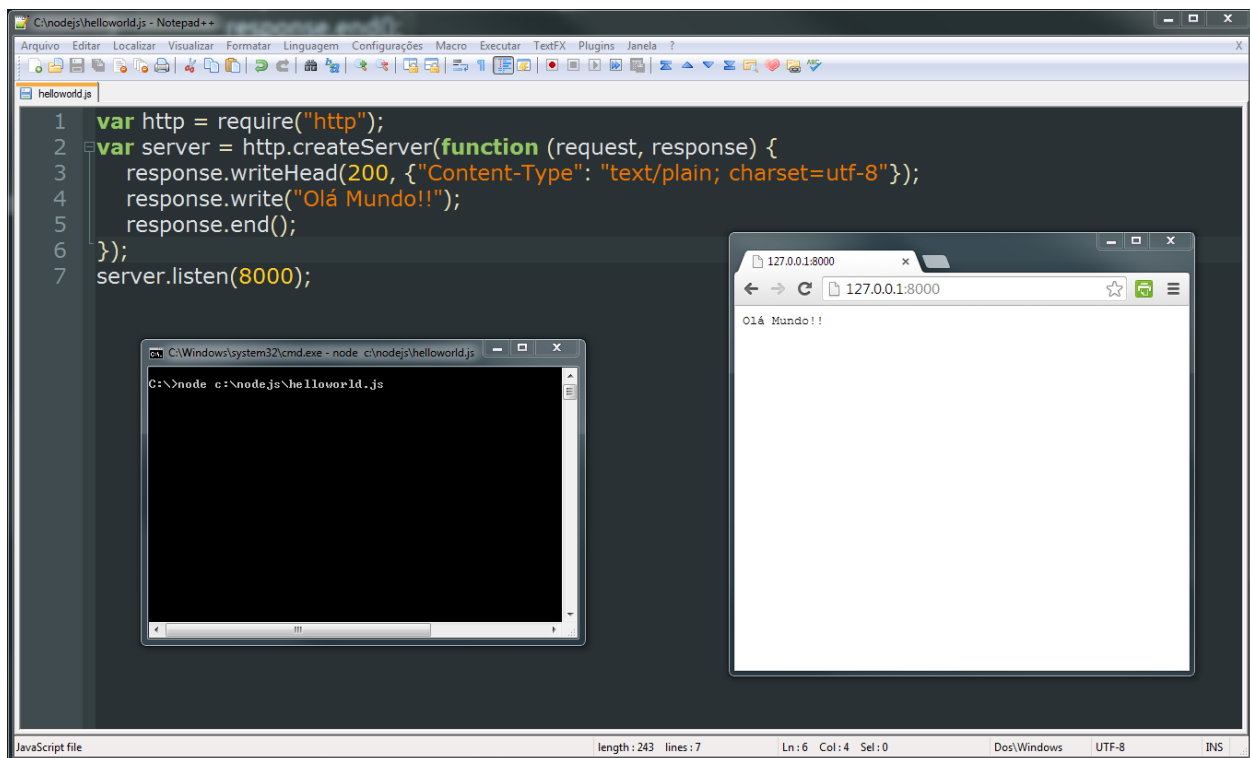 C:\nodejs\helloworld.js - Notepad++
response.end();
Arquivo Editar Localizar Visualizar Formatar Linguagem Configurações Macro Executar TextFX Plugins Janela ? X
helloworld.js
1 var http = require("http");
2 var server = http.createServer(function (request, response) {
3 response.writeHead(200, {"Content-Type": "text/plain; charset=utf-8"});
4 response.write("Olá Mundo!!");
5 response.end();
6 });
7 server.listen(8000);
C:\Windows\system32\cmd.exe - node c:\nodejs\helloworld.js
C:\>node c:\nodejs\helloworld.js
127.0.0.1:8000
127.0.0.1:8000
Olá Mundo!!
JavaScript file length : 243 lines : 7 Ln : 6 Col : 4 Sel : 0 Dos\Windows UTF-8 INS